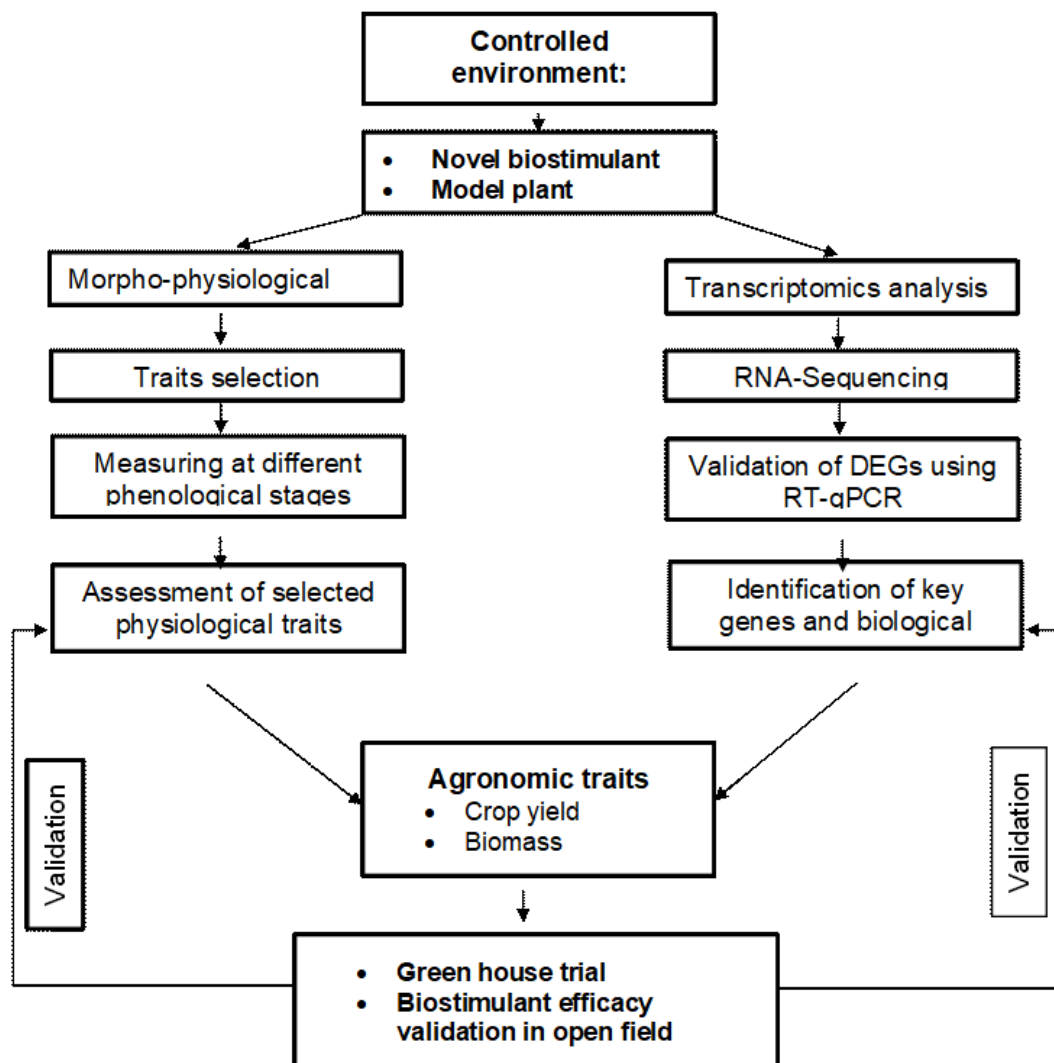 Controlled
environment:
• Novel biostimulant
• Model plant
Morpho-physiological
Traits selection
Measuring at different
phenological stages
Assessment of selected
physiological traits
Transcriptomics analysis
RNA-Sequencing
Validation of DEGs using
RT-qPCR
Identification of key
genes and biological
Validation
Agronomic traits
• Crop yield
• Biomass
Validation
• Green house trial
• Biostimulant efficacy
validation in open field